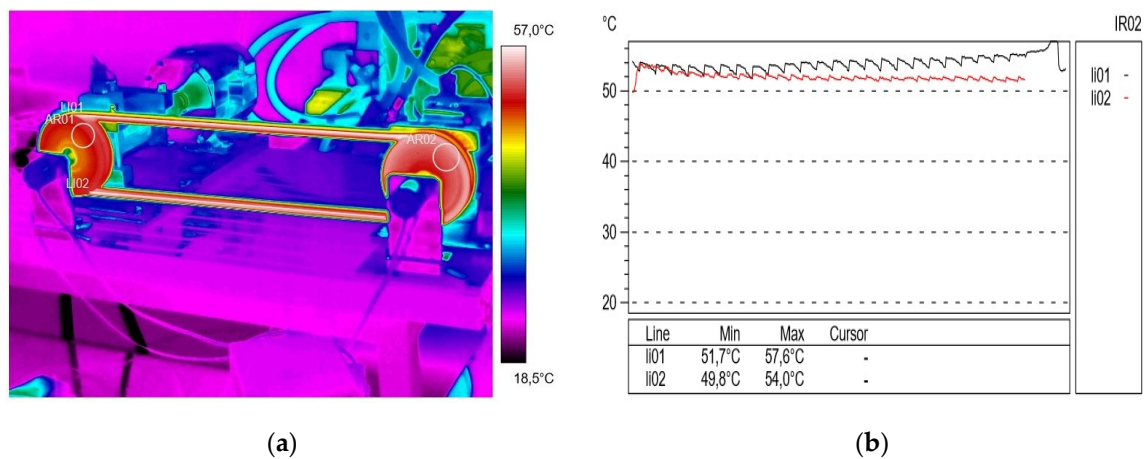 57,0°C
LI01
AR01
AR02
LI02
18,5°C
(a)
°C
IR02
50
40
30
20
li01 -
li02 -
Line Min Max Cursor
li01 51,7°C 57,6°C -
li02 49,8°C 54,0°C -
(b)